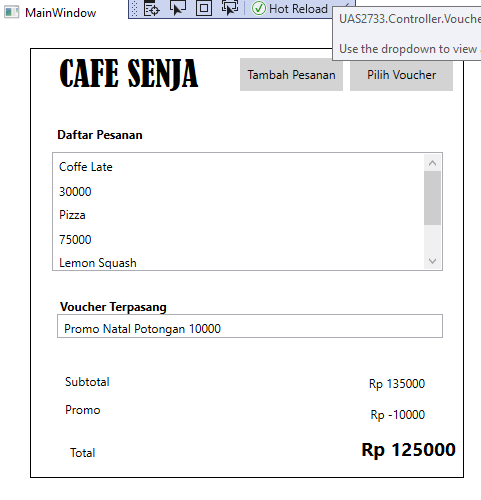 MainWindow
Hot Reload
UAS2733.Controller.Vouche
Use the dropdown to view
CAFE SENJA
Tambah Pesanan
Pilih Voucher
Daftar Pesanan
Coffe Late
30000
Pizza
75000
Lemon Squash
Voucher Terpasang
Promo Natal Potongan 10000
Subtotal
Rp 135000
Promo
Rp -10000
Total
Rp 125000